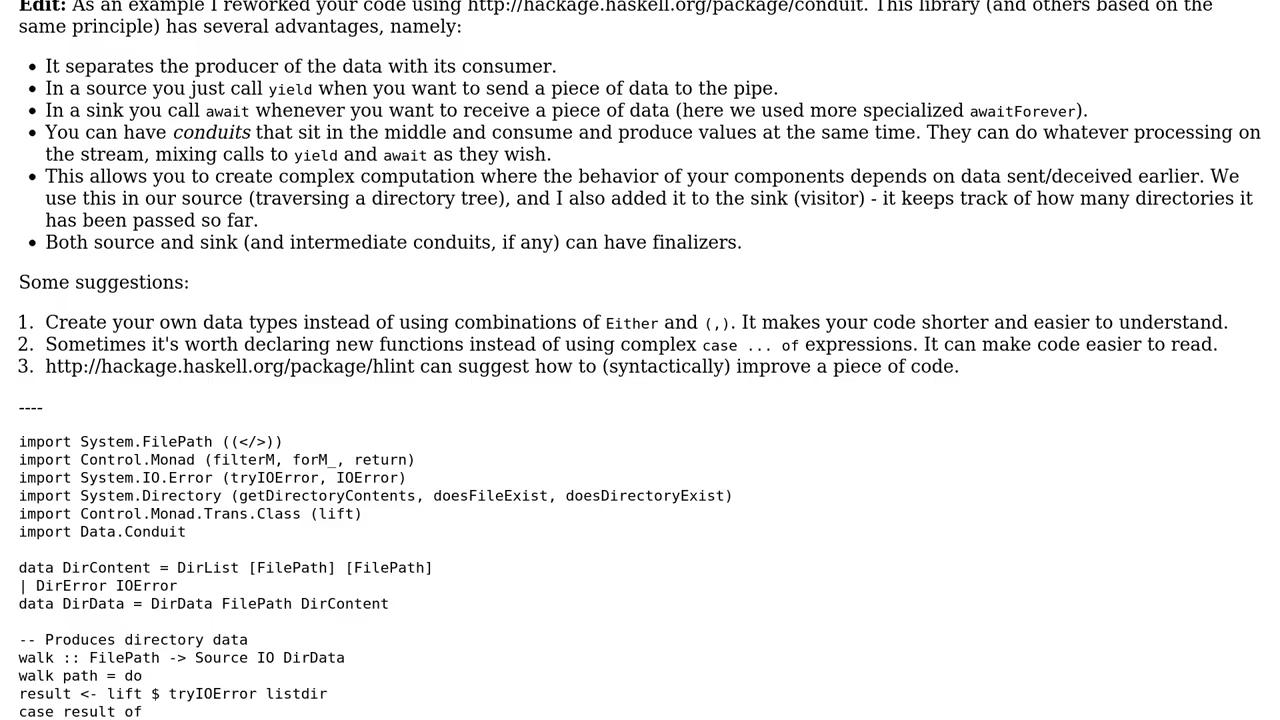 Edit: As an example I reworked your code using http://hackage.haskell.org/package/conduit. This library (and others based on the
same principle) has several advantages, namely:
• It separates the producer of the data with its consumer.
• In a source you just call yield when you want to send a piece of data to the pipe.
• In a sink you call await whenever you want to receive a piece of data (here we used more specialized awaitForever).
• You can have conduits that sit in the middle and consume and produce values at the same time. They can do whatever processing on
the stream, mixing calls to yield and await as they wish.
• This allows you to create complex computation where the behavior of your components depends on data sent/deceived earlier. We
use this in our source (traversing a directory tree), and I also added it to the sink (visitor) - it keeps track of how many directories it
has been passed so far.
• Both source and sink (and intermediate conduits, if any) can have finalizers.
Some suggestions:
1. Create your own data types instead of using combinations of Either and (,). It makes your code shorter and easier to understand.
2. Sometimes it's worth declaring new functions instead of using complex case ... of expressions. It can make code easier to read.
3. http://hackage.haskell.org/package/hlint can suggest how to (syntactically) improve a piece of code.
----
import System.FilePath ((</>))
import Control.Monad (filterM, forM_, return)
import System.IO.Error (tryIOError, IOError)
import System.Directory (getDirectoryContents, doesFileExist, doesDirectoryExist)
import Control.Monad.Trans.Class (lift)
import Data.Conduit
data DirContent = DirList [FilePath] [FilePath]
| DirError IOError
data DirData = DirData FilePath DirContent
-- Produces directory data
walk :: FilePath -> Source IO DirData
walk path = do
result <- lift $ tryIOError listdir
case result of